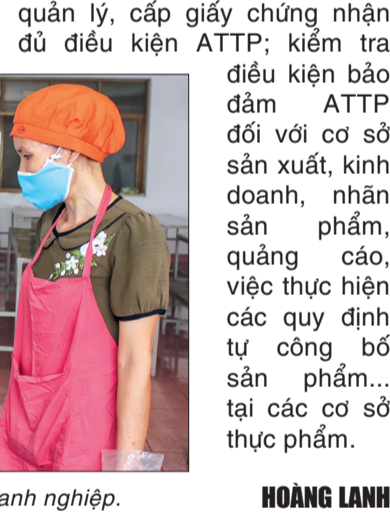 quản lý, cấp giấy chứng nhận
đủ điều kiện ATTP; kiểm tra
điều kiện bảo
đảm ATTP
đối với cơ sở
sản xuất, kinh
doanh, nhãn
sản phẩm,
quảng cáo,
việc thực hiện
các quy định
tự công bố
sản phẩm...
tại các cơ sở
thực phẩm.
anh nghiệp.
HOÀNG LANH